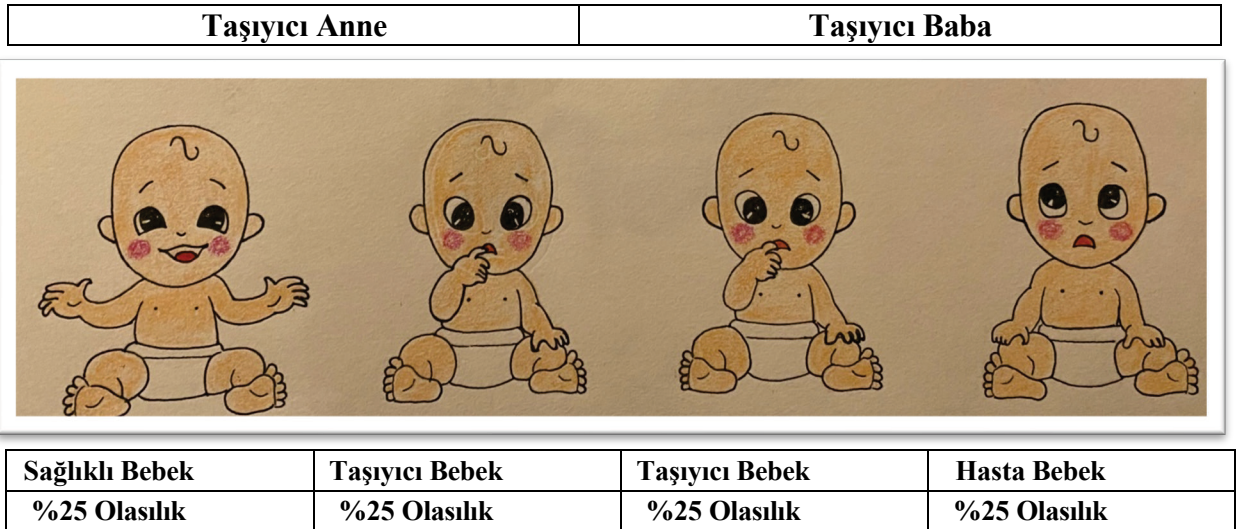 Taşıyıcı Anne Taşıyıcı Baba
Sağlıklı Bebek Taşıyıcı Bebek Taşıyıcı Bebek Hasta Bebek
%25 Olasılık %25 Olasılık %25 Olasılık %25 Olasılık